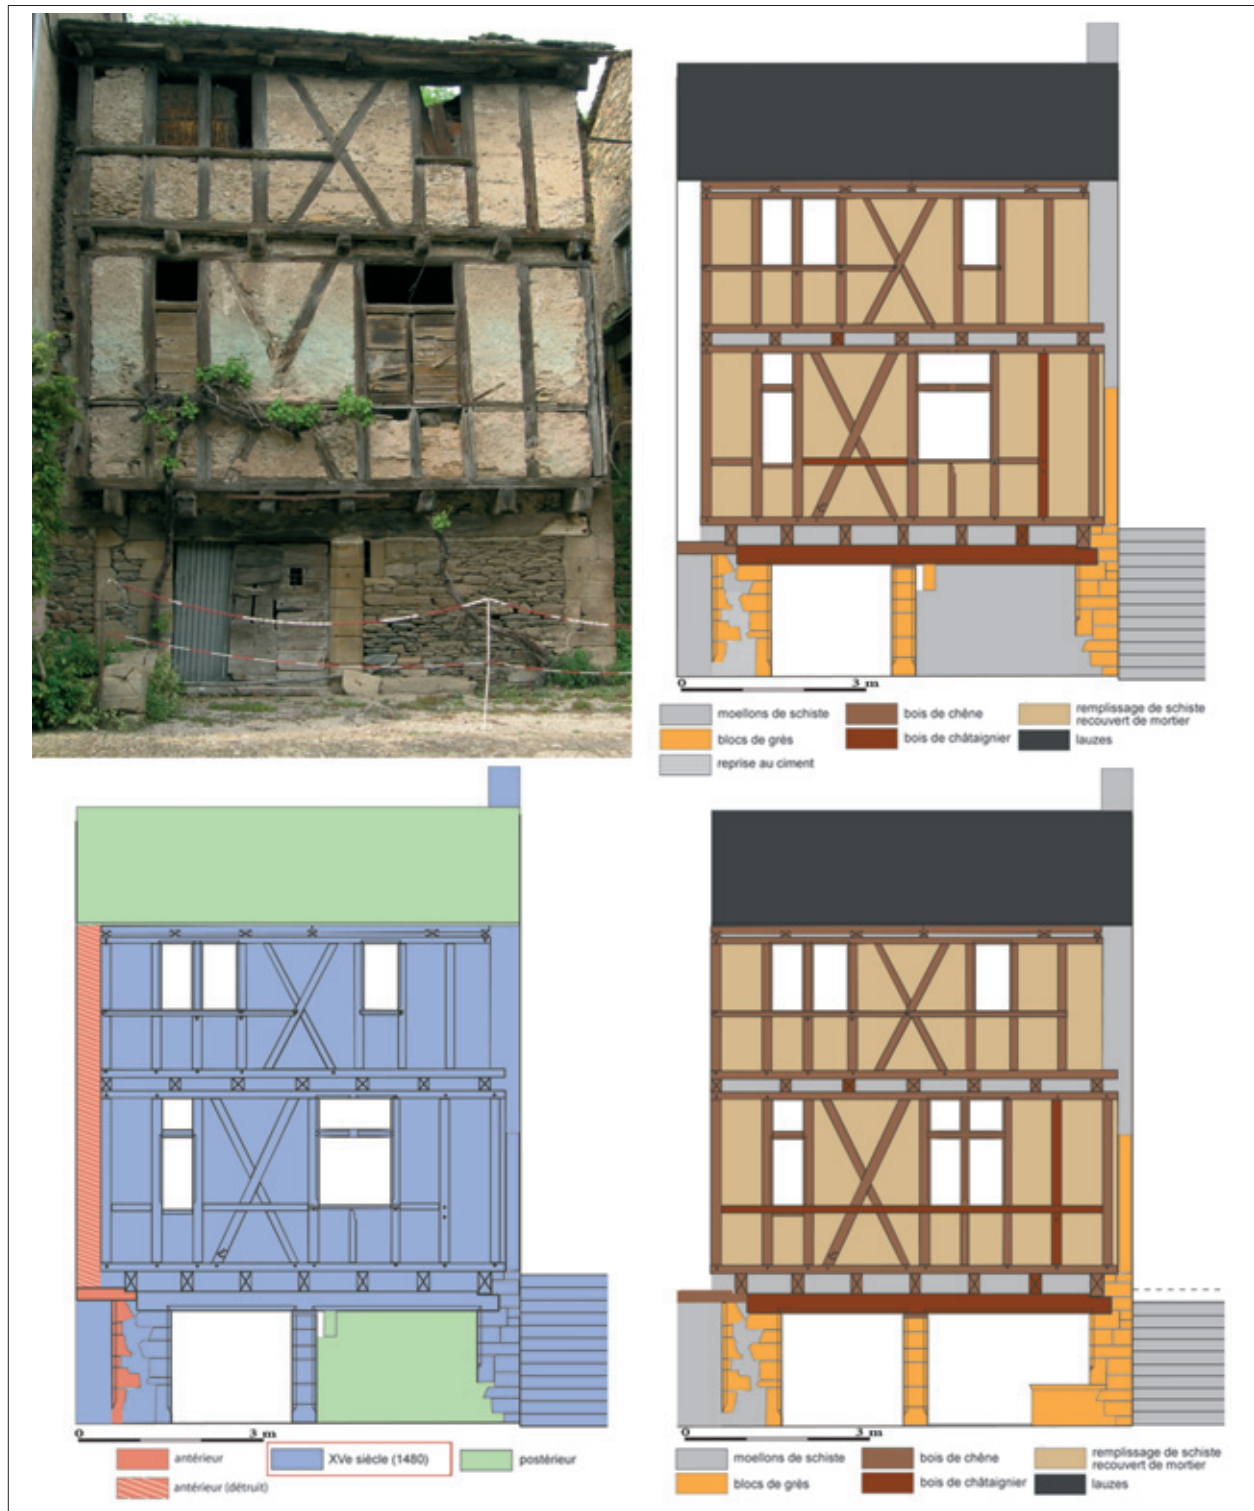 0 3 m
moellons de schiste
bois de chêne
remplissage de schiste
recouvert de mortier
blocs de grès
bois de châtaignier
lauzes
reprise au ciment
0 3 m
antérieur
XVe siècle (1480)
postérieur
antérieur (détruit)
0 3 m
moellons de schiste
bois de chêne
remplissage de schiste
recouvert de mortier
blocs de grès
bois de châtaignier
lauzes